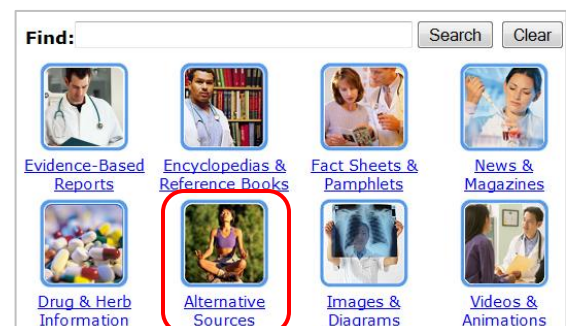 Find: Search Clear
Evidence-Based Encyclopedias & Fact Sheets & News &
Reports Reference Books Pamphlets Magazines
Drug & Herb Alternative Images & Videos &
Information Sources Diagrams Animations